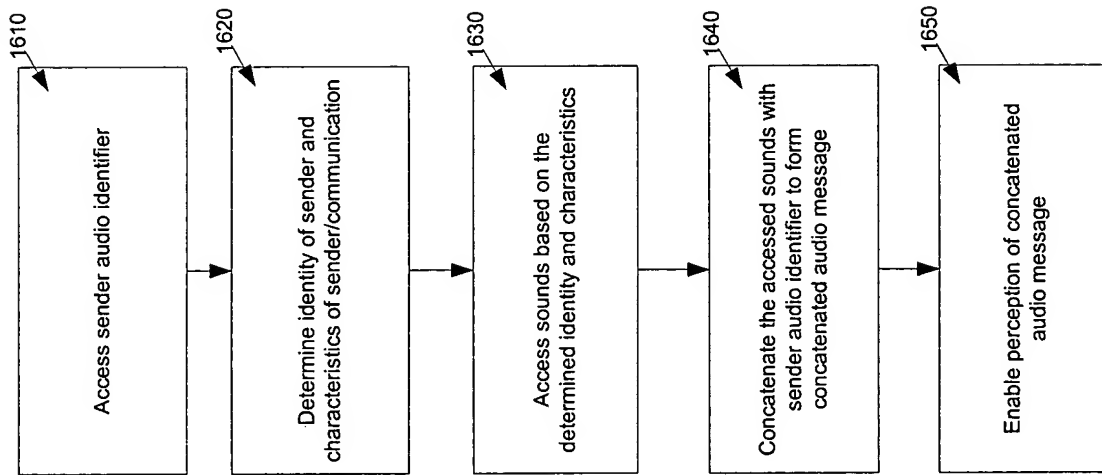 1610
Access sender audio identifier
1620
Determine identity of sender and
characteristics of sender/communication
1630
Access sounds based on the
determined identity and characteristics
1640
Concatenate the accessed sounds with
sender audio identifier to form
concatenated audio message
1650
Enable perception of concatenated
audio message